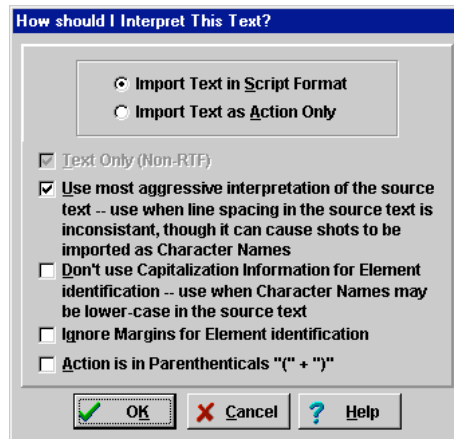 How should I Interpret This Text?
Import Text in Script Format
Import Text as Action Only
Text Only (Non-RTF)
Use most aggressive interpretation of the source
text -- use when line spacing in the source text is
inconsistant, though it can cause shots to be
imported as Character Names
Don't use Capitalization Information for Element
identification -- use when Character Names may
be lower-case in the source text
Ignore Margins for Element identification
Action is in Parenthenticals "(" + ")"
OK
Cancel
Help